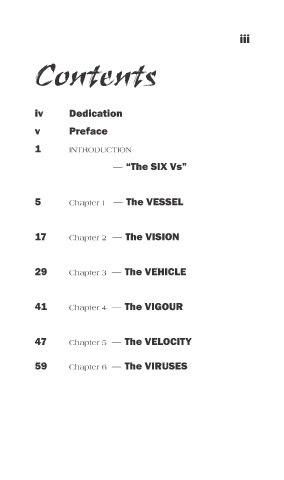 iii
Contents
iv Dedication
v Preface
1 INTRODUCTION
— “The SIX Vs”
5 Chapter 1 — The VESSEL
17 Chapter 2 — The VISION
29 Chapter 3 — The VEHICLE
41 Chapter 4 — The VIGOUR
47 Chapter 5 — The VELOCITY
59 Chapter 6 — The VIRUSES